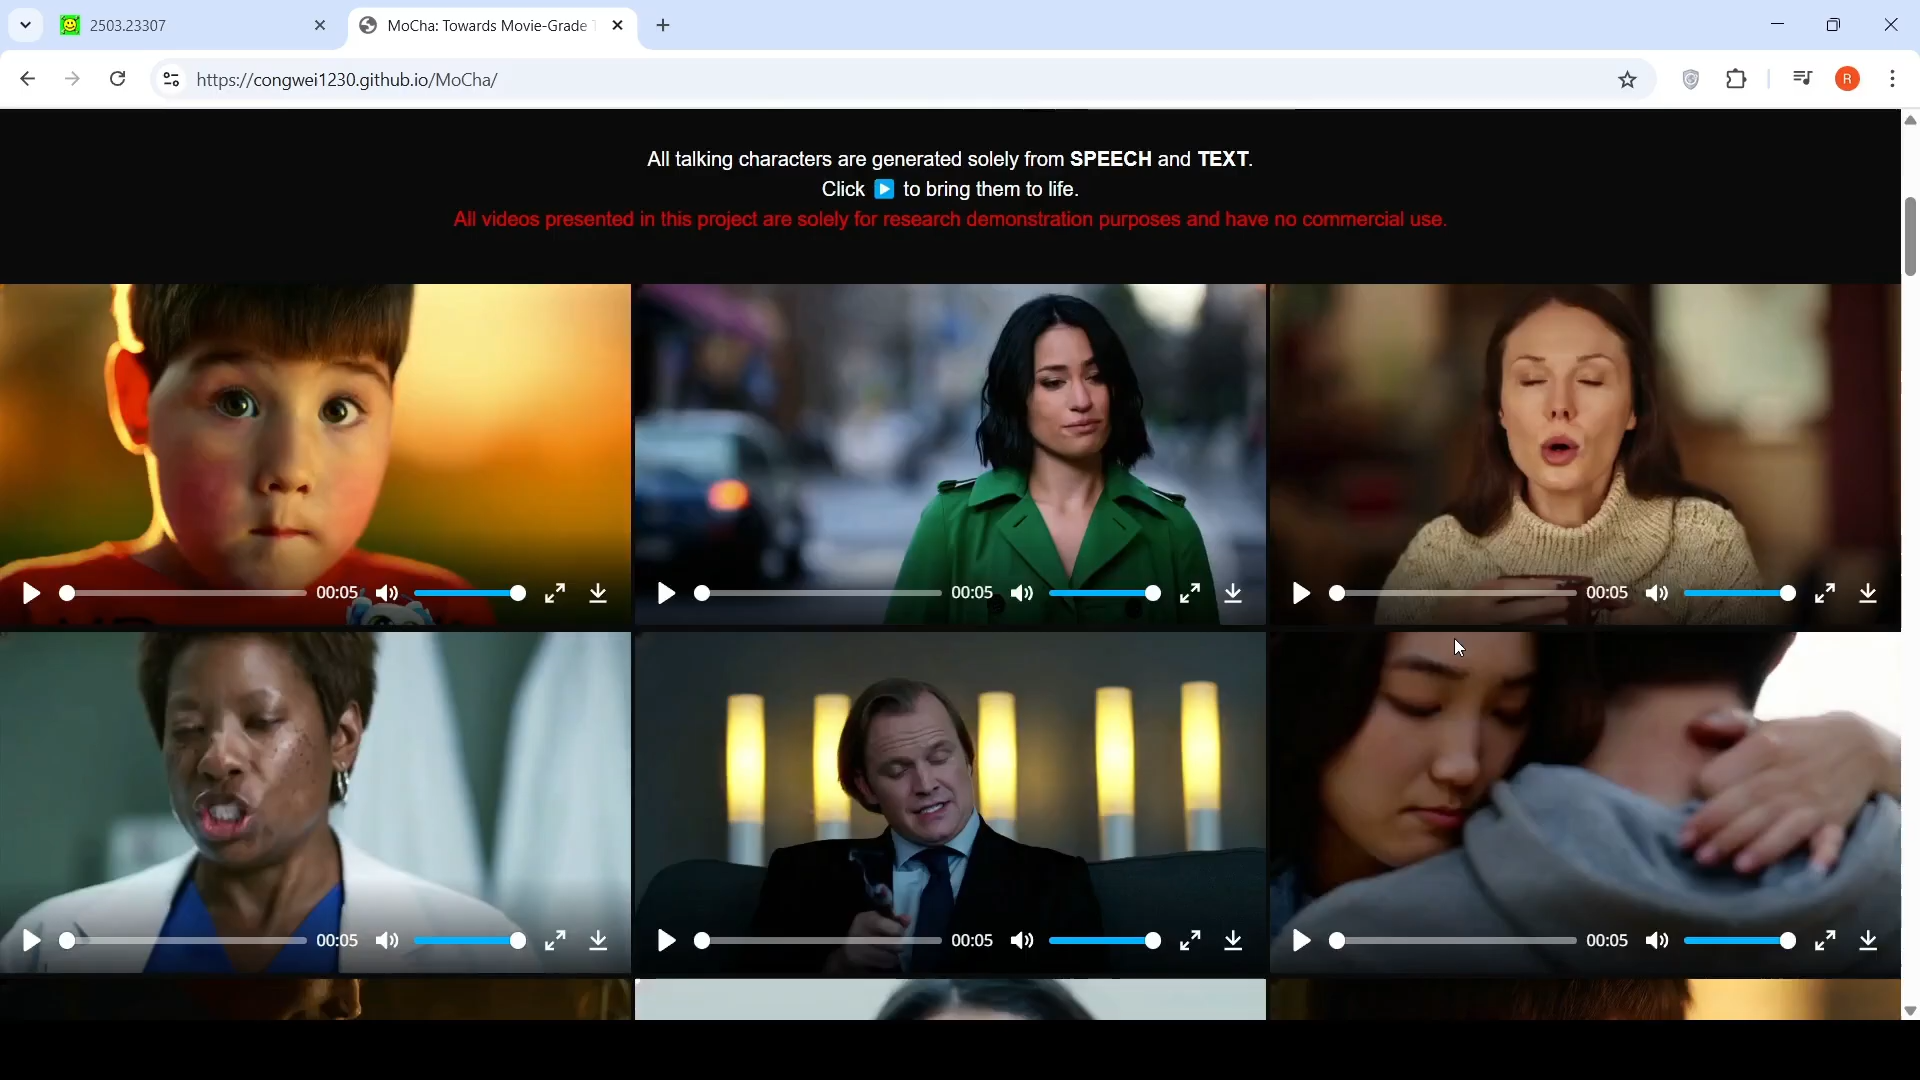 2503.23307
MoCha: Towards Movie-Grade
https://congwei1230.github.io/MoCha/
R
All talking characters are generated solely from SPEECH and TEXT.
Click ▶ to bring them to life.
All videos presented in this project are solely for research demonstration purposes and have no commercial use.
00:05
00:05
00:05
00:05
00:05
00:05